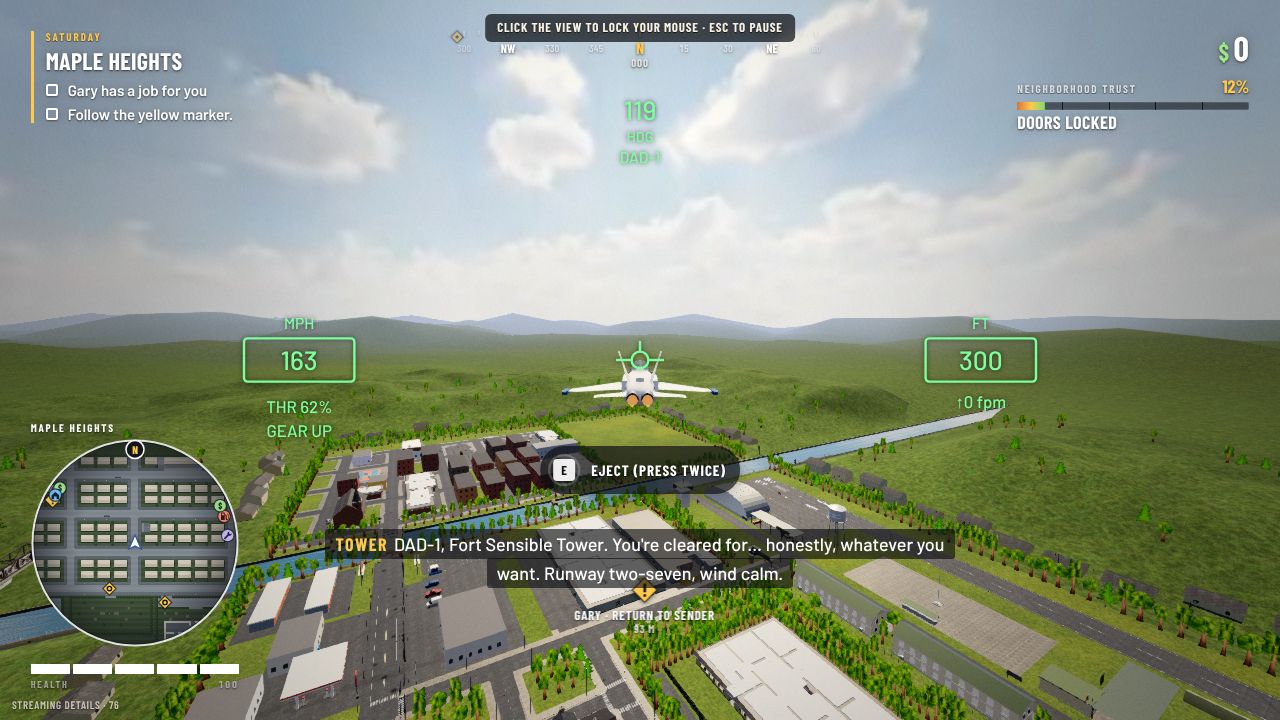 CLICK THE VIEW TO LOCK YOUR MOUSE · ESC TO PAUSE
300 NW 330 345 N 15 30 NE 60
000
SATURDAY
MAPLE HEIGHTS
Gary has a job for you
Follow the yellow marker.
$0
NEIGHBORHOOD TRUST 12%
DOORS LOCKED
119
HDG
DAD-1
MPH
163
THR 62%
GEAR UP
FT
300
↑0 fpm
E EJECT (PRESS TWICE)
TOWER DAD-1, Fort Sensible Tower. You're cleared for... honestly, whatever you
want. Runway two-seven, wind calm.
GARY · RETURN TO SENDER
93 M
MAPLE HEIGHTS
N
HEALTH 100
STREAMING DETAILS · 76